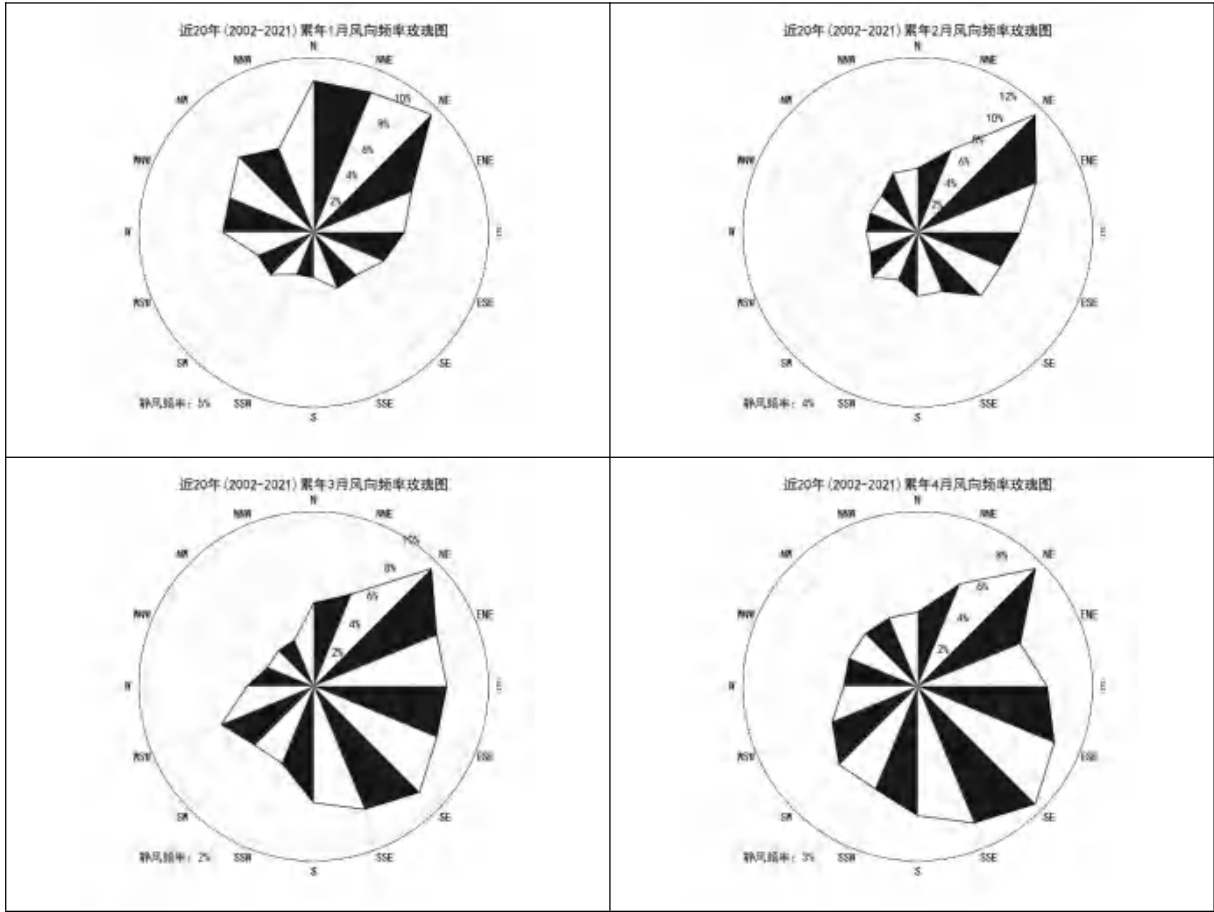 近20年(2002-2021)累年1月风向频率玫瑰图
N
NNW
NNE
NW
10%
NE
8%
6%
WNW
ENE
4%
2%
W
E
WSW
ESE
SW
SE
静风频率: 5%
SSW
SSE
S
近20年(2002-2021)累年2月风向频率玫瑰图
N
NNW
NNE
12%
NW
NE
10%
8%
6%
WNW
ENE
4%
2%
W
E
WSW
ESE
SW
SE
静风频率: 4%
SSW
SSE
S
近20年(2002-2021)累年3月风向频率玫瑰图
N
NNW
NNE
10%
NW
NE
8%
6%
WNW
ENE
4%
2%
W
E
WSW
ESE
SW
SE
静风频率: 2%
SSW
SSE
S
近20年(2002-2021)累年4月风向频率玫瑰图
N
NNW
NNE
8%
NW
NE
6%
WNW
ENE
4%
2%
W
E
WSW
ESE
SW
SE
静风频率: 3%
SSW
SSE
S